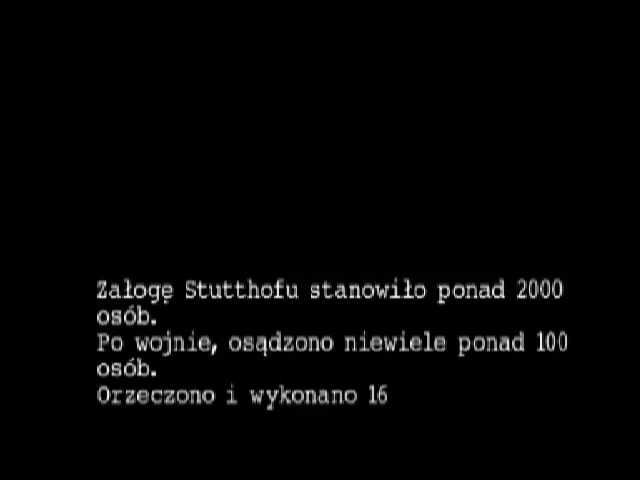 Załogę Stutthofu stanowiło ponad 2000
osób.
Po wojnie, osądzono niewiele ponad 100
osób.
Orzeczono i wykonano 16